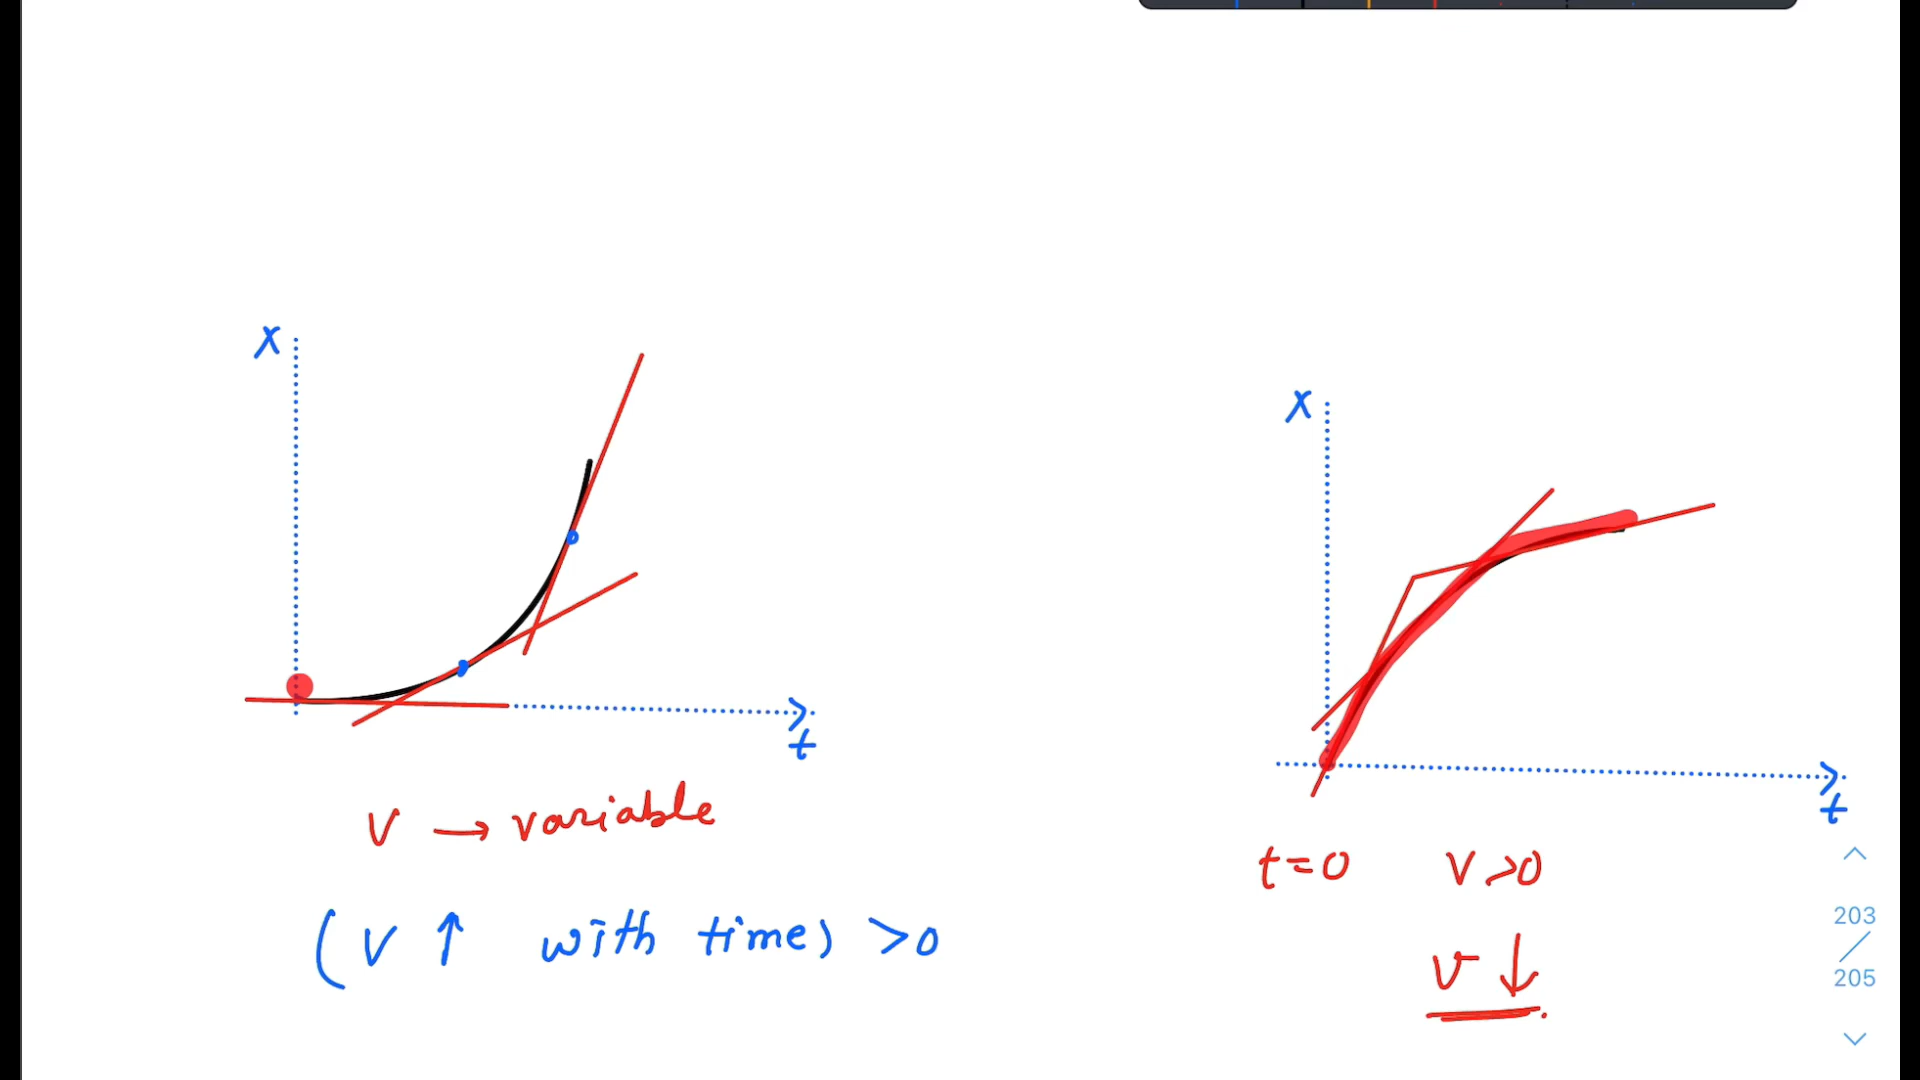 x
t
v → variable
(v ↑ with time) >0
x
t
t=0 v>0
v ↓
203
/
205